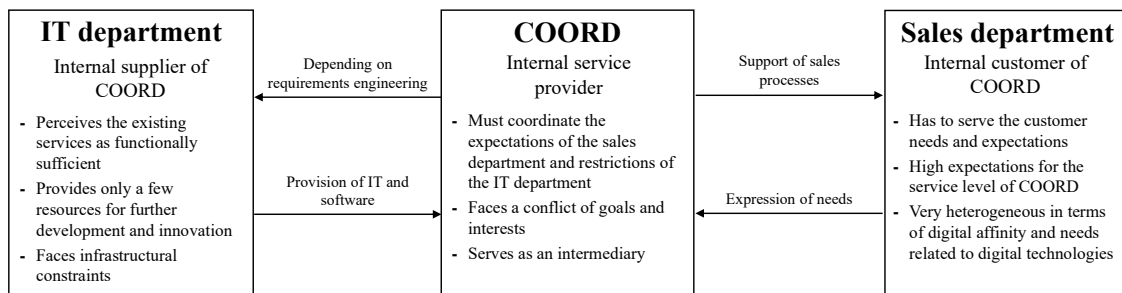 IT department
Internal supplier of
COORD
- Perceives the existing
services as functionally
sufficient
- Provides only a few
resources for further
development and innovation
- Faces infrastructural
constraints
Depending on
requirements engineering
Provision of IT and
software
COORD
Internal service
provider
- Must coordinate the
expectations of the sales
department and restrictions of
the IT department
- Faces a conflict of goals and
interests
- Serves as an intermediary
Support of sales
processes
Expression of needs
Sales department
Internal customer of
COORD
- Has to serve the customer
needs and expectations
- High expectations for the
service level of COORD
- Very heterogeneous in terms
of digital affinity and needs
related to digital technologies